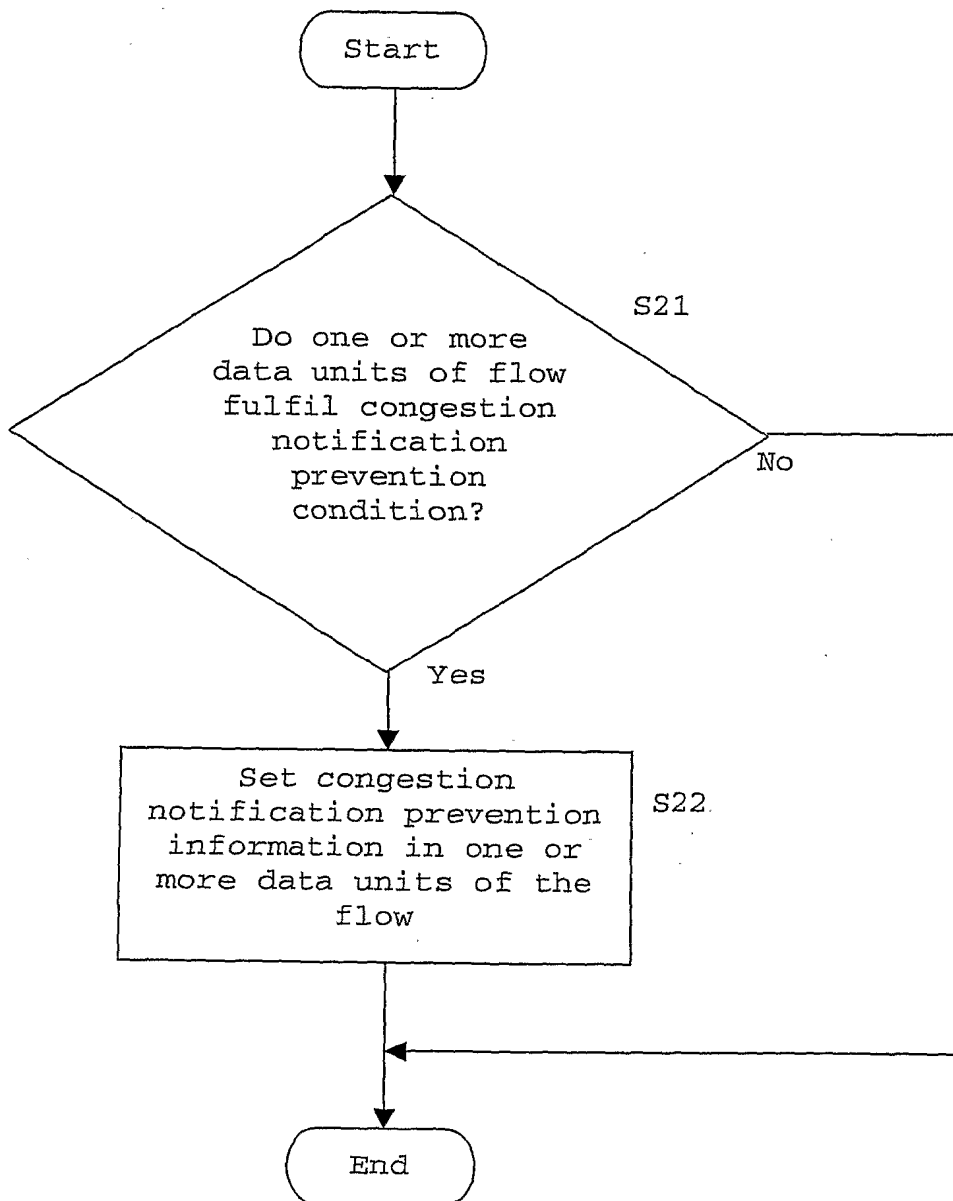 Start
S21
Do one or more
data units of flow
fulfil congestion
notification
prevention
condition?
No
Yes
Set congestion
notification prevention
information in one or
more data units of the
flow
S22
End